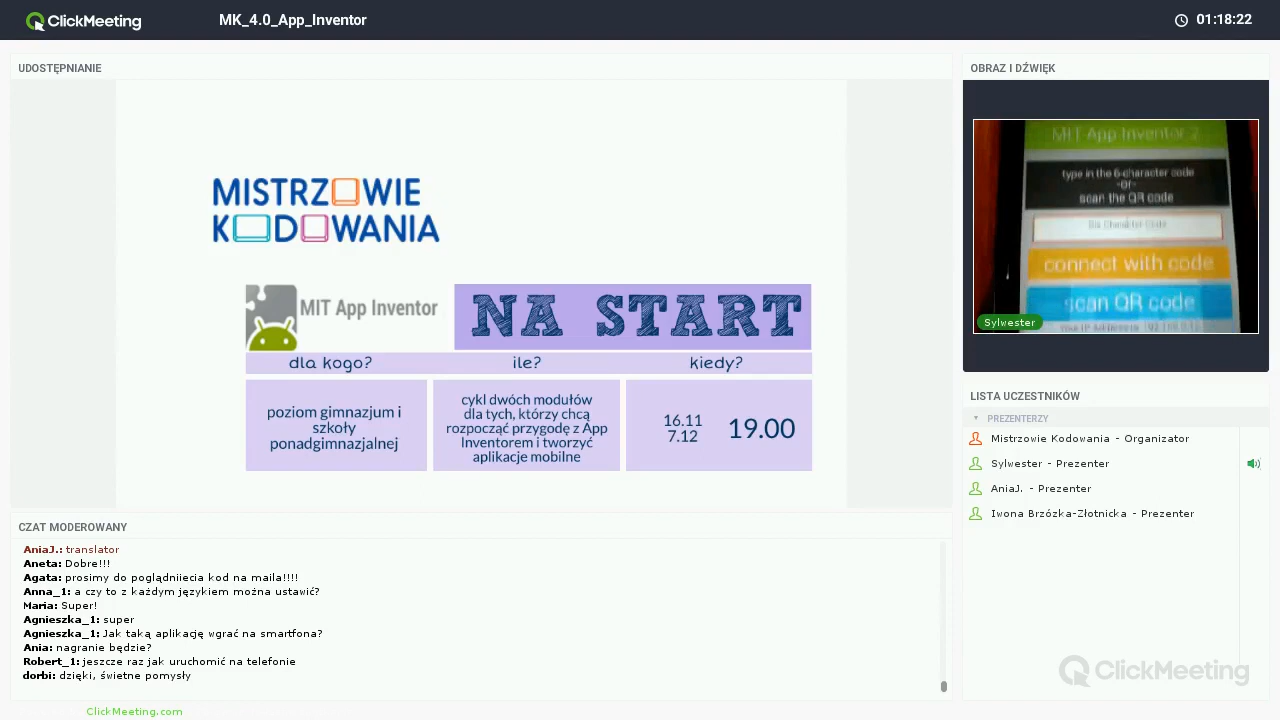 ClickMeeting
MK_4.0_App_Inventor
01:18:22
UDOSTĘPNIANIE
MISTRZOWIE
KODOWANIA
MIT App Inventor
NA START
dla kogo?
ile?
kiedy?
poziom gimnazjum i
szkoły
ponadgimnazjalnej
cykl dwóch modułów
dla tych, którzy chcą
rozpocząć przygodę z App
Inventorem i tworzyć
aplikacje mobilne
16.11
7.12
19.00
OBRAZ I DŹWIĘK
MIT App Inventor 2
type in the 6-character code
-or-
scan the QR code
Six Character Code
connect with code
scan QR code
Sylwester
LISTA UCZESTNIKÓW
PREZENTERZY
Mistrzowie Kodowania - Organizator
Sylwester - Prezenter
AniaJ. - Prezenter
Iwona Brzózka-Złotnicka - Prezenter
CZAT MODEROWANY
AniaJ.: translator
Aneta: Dobre!!!
Agata: prosimy do poglądniiecia kod na maila!!!!
Anna_1: a czy to z każdym językiem można ustawić?
Maria: Super!
Agnieszka_1: super
Agnieszka_1: Jak taką aplikację wgrać na smartfona?
Ania: nagranie będzie?
Robert_1: jeszcze raz jak uruchomić na telefonie
dorbi: dzięki, świetne pomysły
ClickMeeting
ClickMeeting.com